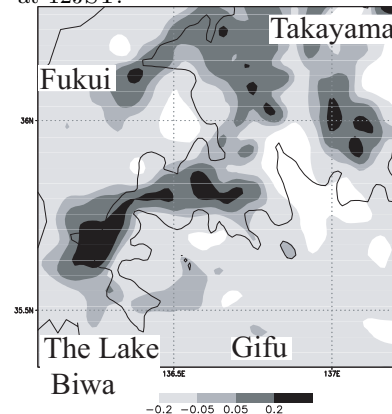 at 12JST.
Takayama
Fukui
36N
35.5N
The Lake
Biwa
Gifu
136.5E
137E
-0.2 -0.05 0.05 0.2